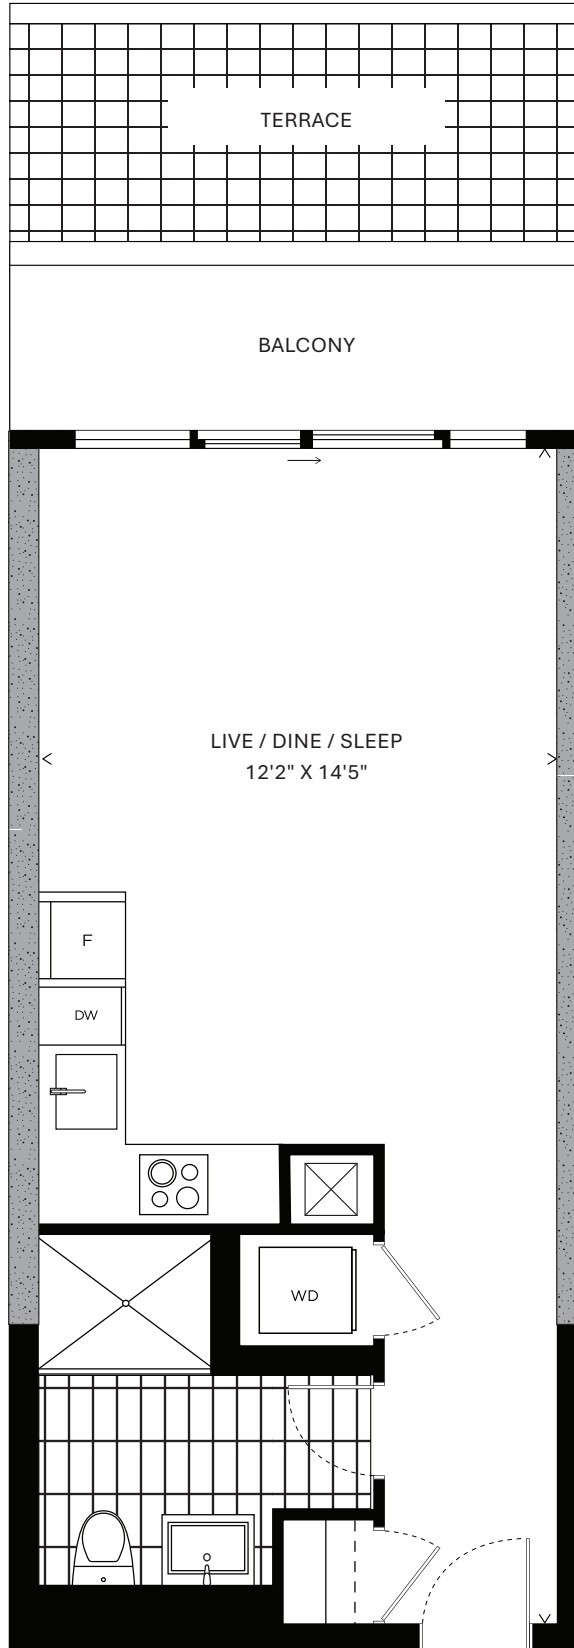 TERRACE
BALCONY
LIVE / DINE / SLEEP
12'2" X 14'5"
F
DW
WD